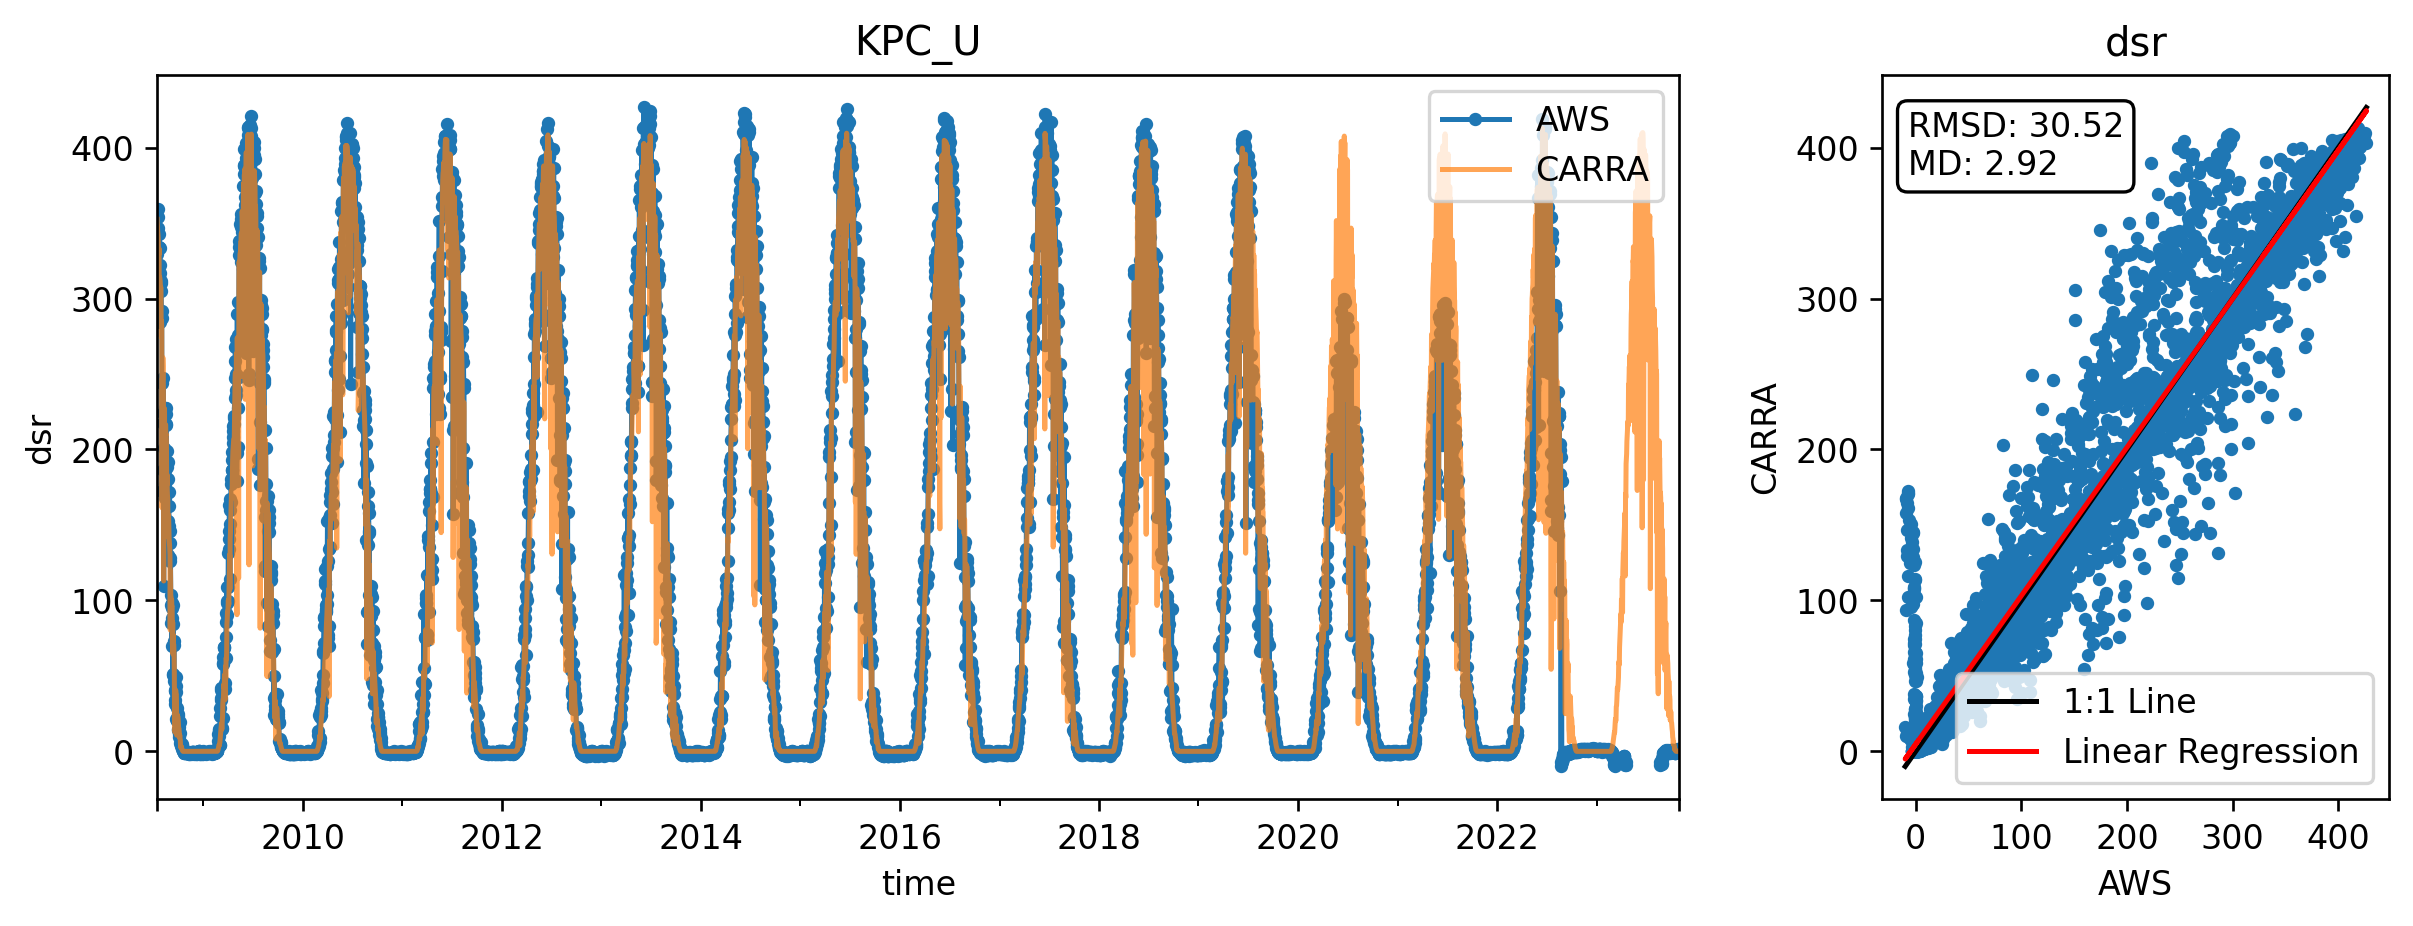 KPC_U
dsr
400
300
200
100
0
2010 2012 2014 2016 2018 2020 2022
time
AWS
CARRA
dsr
RMSD: 30.52
MD: 2.92
CARRA
400
300
200
100
0
0 100 200 300 400
AWS
1:1 Line
Linear Regression